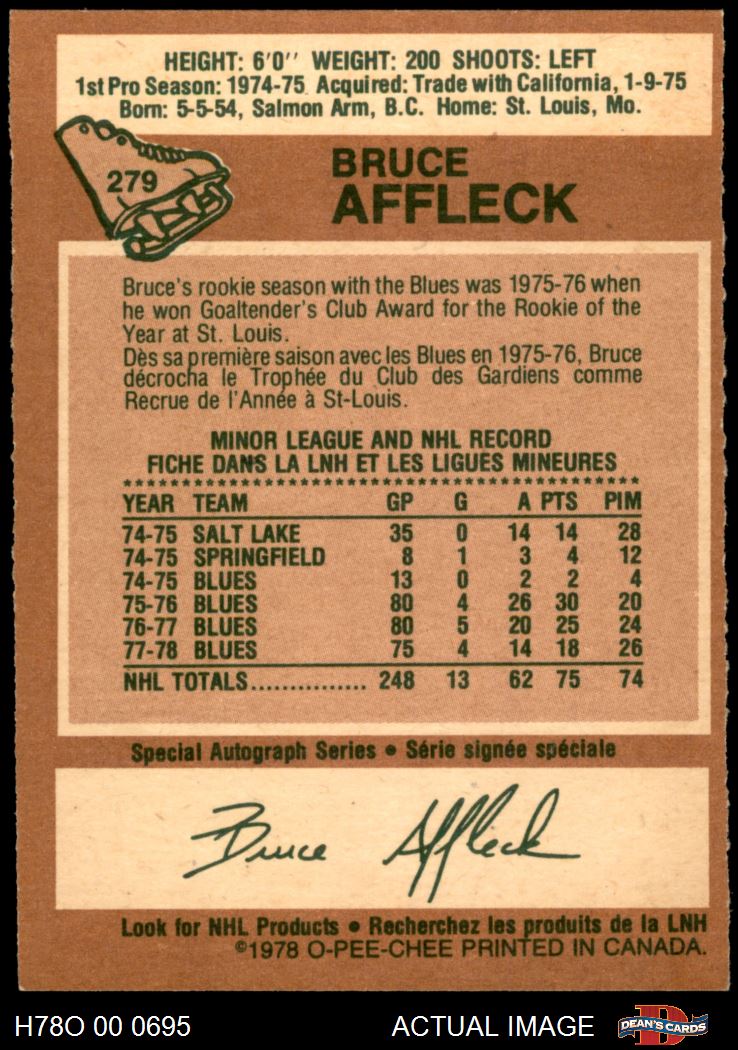 HEIGHT: 6'0'' WEIGHT: 200 SHOOTS: LEFT
1st Pro Season: 1974-75 Acquired: Trade with California, 1-9-75
Born: 5-5-54, Salmon Arm, B.C. Home: St. Louis, Mo.
279
BRUCE
AFFLECK
Bruce's rookie season with the Blues was 1975-76 when
he won Goaltender's Club Award for the Rookie of the
Year at St. Louis.
Dès sa première saison avec les Blues en 1975-76, Bruce
décrocha le Trophée du Club des Gardiens comme
Recrue de l'Année à St-Louis.
MINOR LEAGUE AND NHL RECORD
FICHE DANS LA LNH ET LES LIGUES MINEURES
YEAR TEAM GP G A PTS PIM
74-75 SALT LAKE 35 0 14 14 28
74-75 SPRINGFIELD 8 1 3 4 12
74-75 BLUES 13 0 2 2 4
75-76 BLUES 80 4 26 30 20
76-77 BLUES 80 5 20 25 24
77-78 BLUES 75 4 14 18 26
NHL TOTALS............... 248 13 62 75 74
Special Autograph Series • Série signée spéciale
Bruce Affleck
Look for NHL Products • Recherchez les produits de la LNH
©1978 O-PEE-CHEE PRINTED IN CANADA.
H78O 00 0695 ACTUAL IMAGE D DEAN'S CARDS